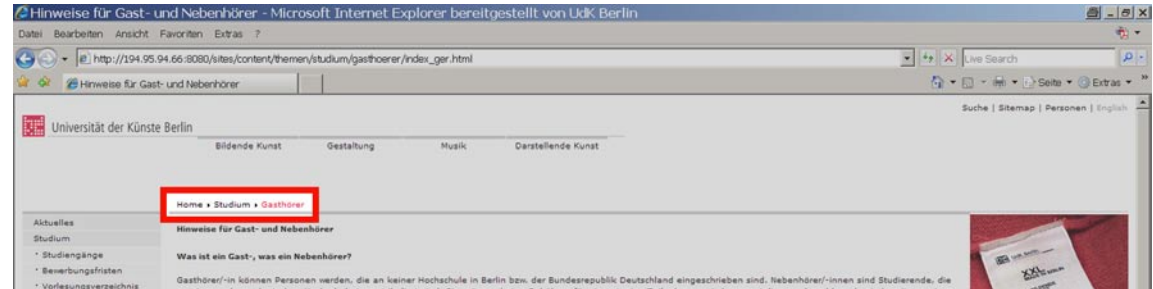 Hinweise für Gast- und Nebenhörer - Microsoft Internet Explorer bereitgestellt von UdK Berlin
Datei Bearbeiten Ansicht Favoriten Extras ?
http://194.95.94.66:8080/sites/content/themen/studium/gasthoerer/index_ger.html
Live Search
Hinweise für Gast- und Nebenhörer
Seite Extras
Suche | Sitemap | Personen | English
Universität der Künste Berlin
Bildende Kunst Gestaltung Musik Darstellende Kunst
Home Studium Gasthörer
Aktuelles
Hinweise für Gast- und Nebenhörer
Studium
* Studiengänge
Was ist ein Gast-, was ein Nebenhörer?
* Bewerbungsfristen
Gasthörer/-in können Personen werden, die an keiner Hochschule in Berlin bzw. der Bundesrepublik Deutschland eingeschrieben sind. Nebenhörer/-innen sind Studierende, die
* Vorlesungsverzeichnis
XXL